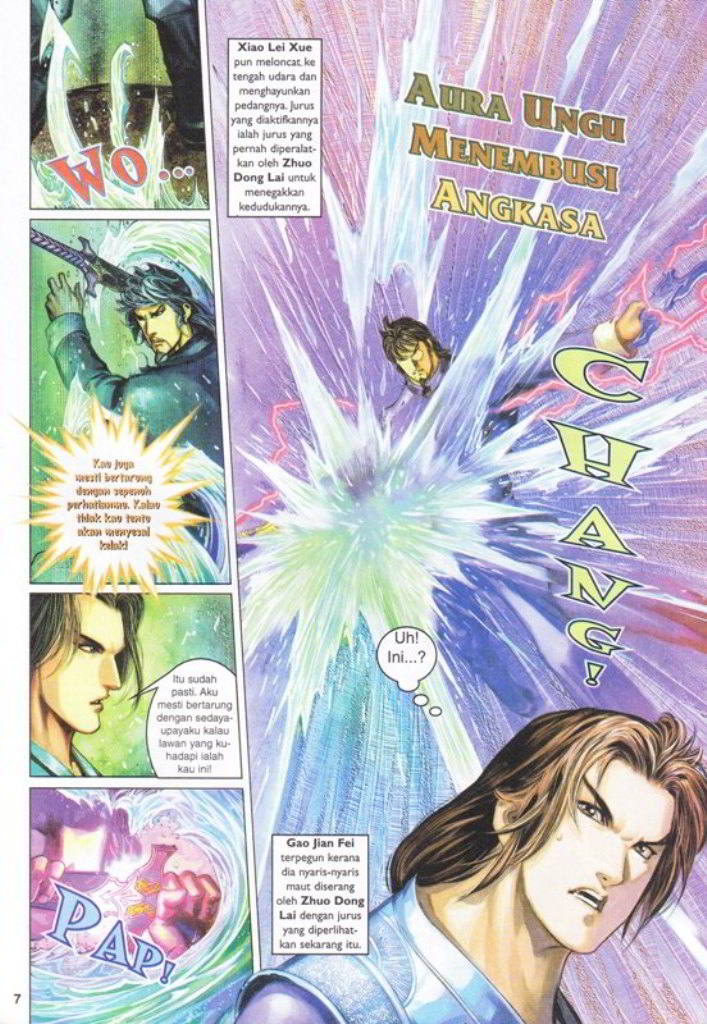 WO...
Kau juga
mesti bertarung
dengan sepenuh
perhatianmu. Kalau
tidak kau tentu
akan menyesal
kelak!
Itu sudah
pasti. Aku
mesti bertarung
dengan sedaya-
upayaku kalau
lawan yang ku-
hadapi ialah
kau ini!
PAP!
Xiao Lei Xue
pun meloncat ke
tengah udara dan
menghayunkan
pedangnya. Jurus
yang diaktifkannya
ialah jurus yang
pernah diperalat-
kan oleh Zhuo
Dong Lai untuk
menegakkan
kedudukannya.
AURA UNGU
MENEMBUSI
ANGKASA
CHANG!
Uh!
Ini...?
Gao Jian Fei
terpegun kerana
dia nyaris-nyaris
maut diserang
oleh Zhuo Dong
Lai dengan jurus
yang diperlihat-
kan sekarang itu.
7